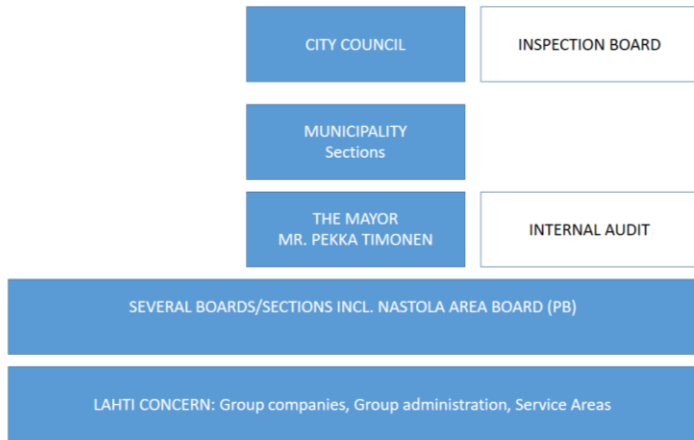 CITY COUNCIL
INSPECTION BOARD
MUNICIPALITY
Sections
THE MAYOR
MR. PEKKA TIMONEN
INTERNAL AUDIT
SEVERAL BOARDS/SECTIONS INCL. NASTOLA AREA BOARD (PB)
LAHTI CONCERN: Group companies, Group administration, Service Areas